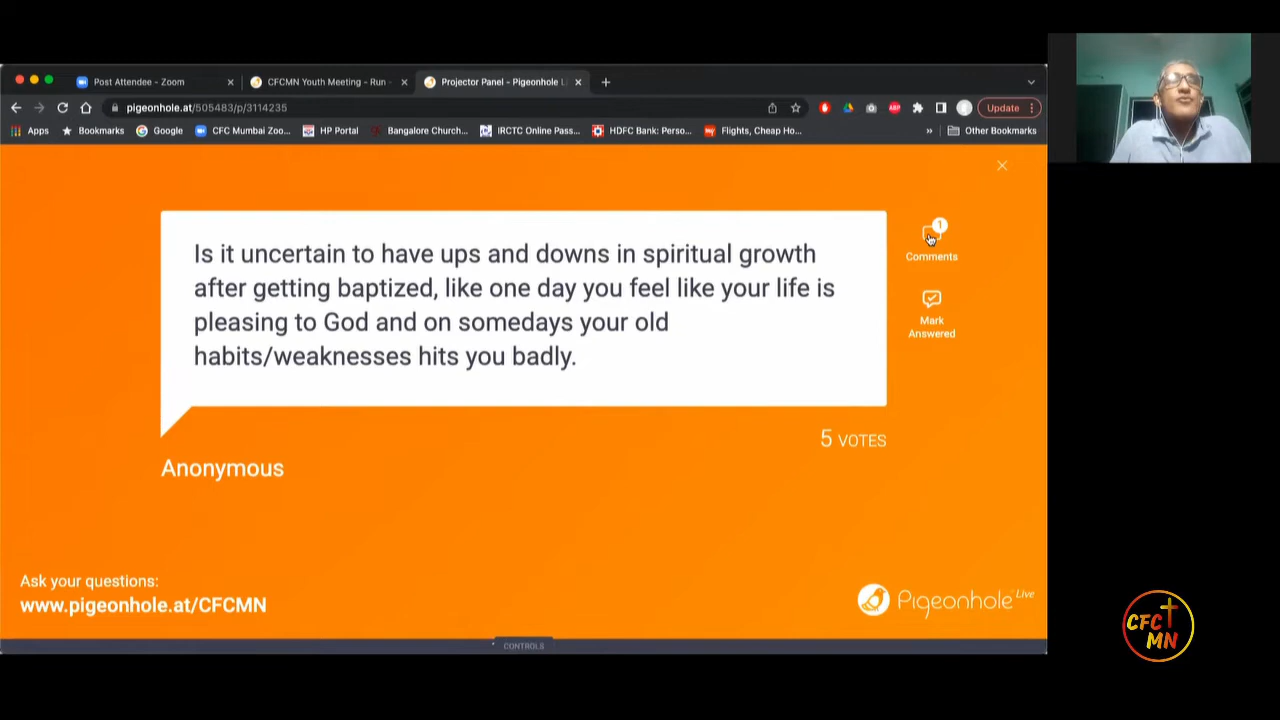 Post Attendee - Zoom
CFCMN Youth Meeting - Run -
Projector Panel - Pigeonhole L
pigeonhole.at/505483/p/3114235
Update
Apps
Bookmarks
Google
CFC Mumbai Zoo...
HP Portal
Bangalore Church...
IRCTC Online Pass...
HDFC Bank: Perso...
Flights, Cheap Ho...
»
Other Bookmarks
Is it uncertain to have ups and downs in spiritual growth
after getting baptized, like one day you feel like your life is
pleasing to God and on somedays your old
habits/weaknesses hits you badly.
1
Comments
Mark
Answered
5 VOTES
Anonymous
Ask your questions:
www.pigeonhole.at/CFCMN
Pigeonhole Live
CONTROLS
CFC
MN